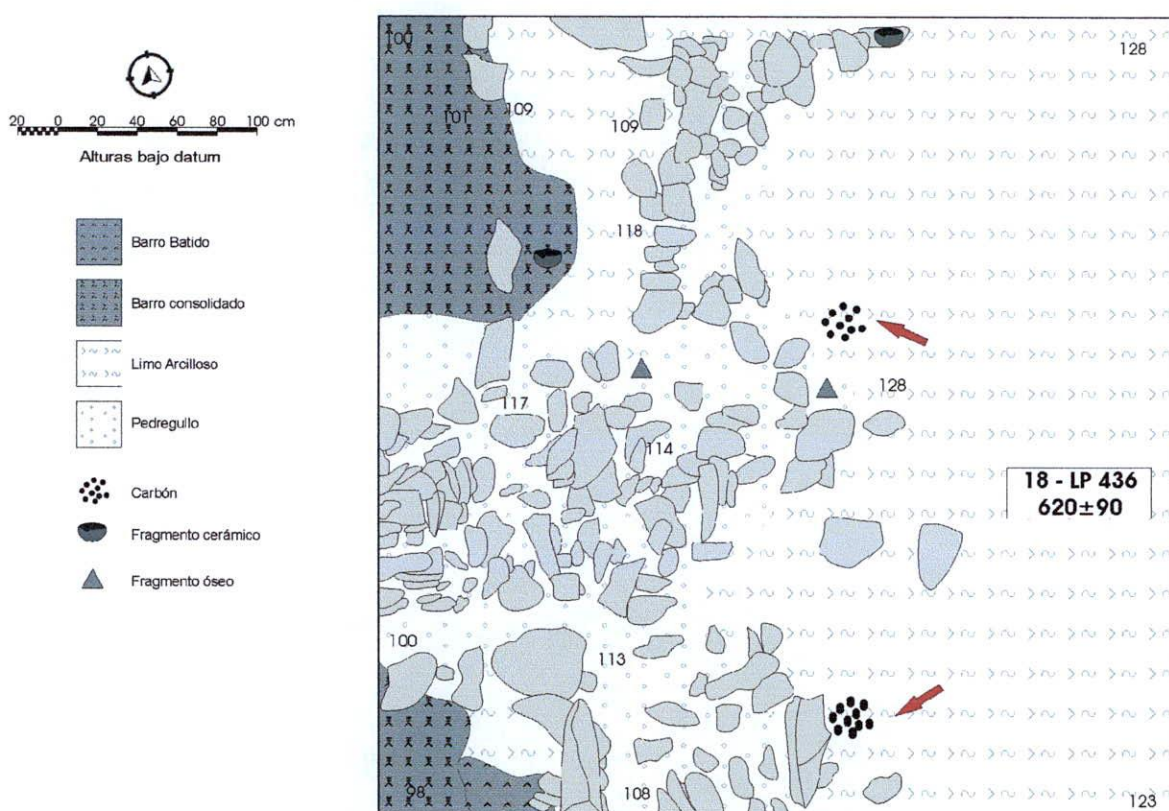 20 0 20 40 60 80 100 cm
Alturas bajo datum
Barro Batido
Barro consolidado
Limo Arcilloso
Pedregullo
Carbón
Fragmento cerámico
Fragmento óseo
100
128
101
109
109
118
128
117
114
18 - LP 436
620±90
100
113
98
108
123